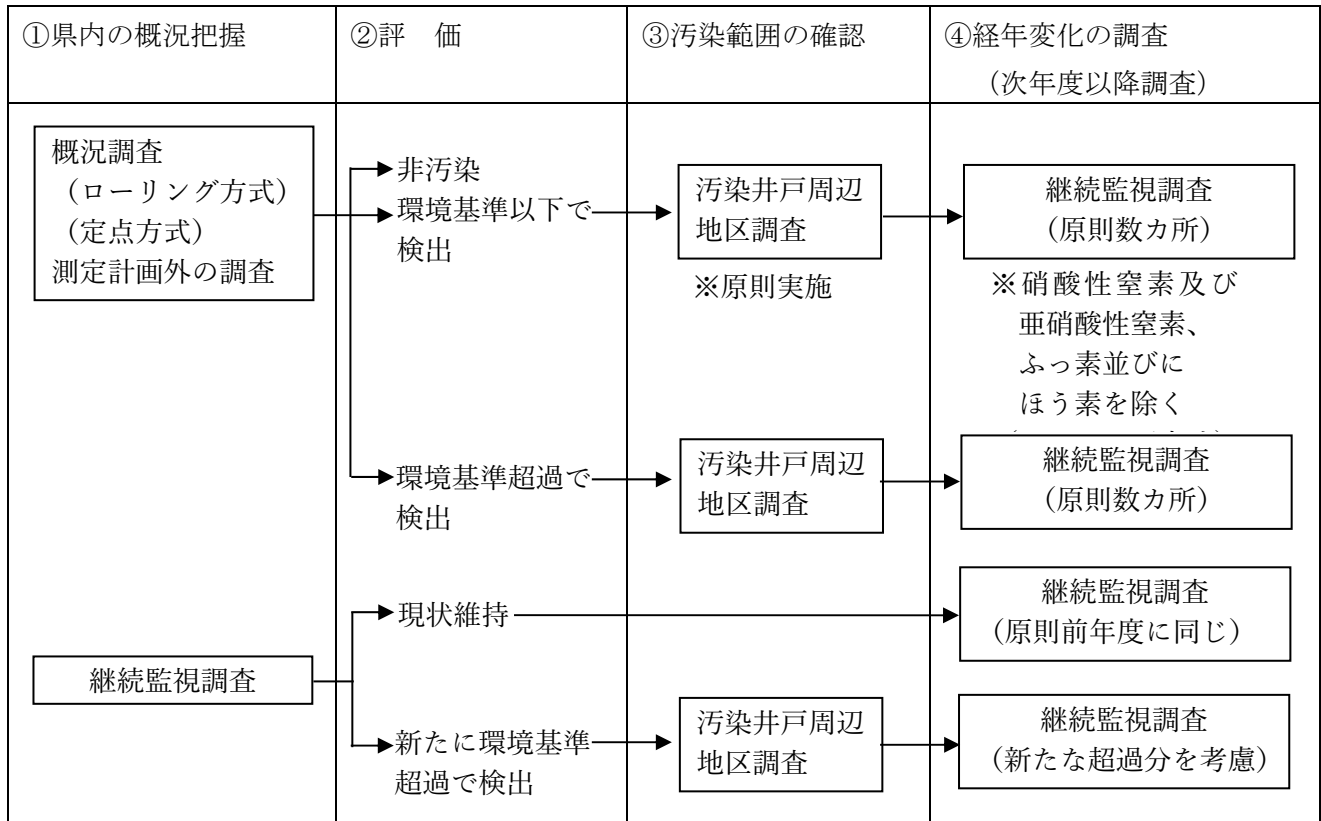 ①県内の概況把握
②評　価
③汚染範囲の確認
④経年変化の調査
（次年度以降調査）
概況調査
（ローリング方式）
（定点方式）
測定計画外の調査
非汚染
環境基準以下で
検出
汚染井戸周辺
地区調査
※原則実施
継続監視調査
（原則数カ所）
※硝酸性窒素及び
亜硝酸性窒素、
ふっ素並びに
ほう素を除く
環境基準超過で
検出
汚染井戸周辺
地区調査
継続監視調査
（原則数カ所）
継続監視調査
現状維持
継続監視調査
（原則前年度に同じ）
新たに環境基準
超過で検出
汚染井戸周辺
地区調査
継続監視調査
（新たな超過分を考慮）